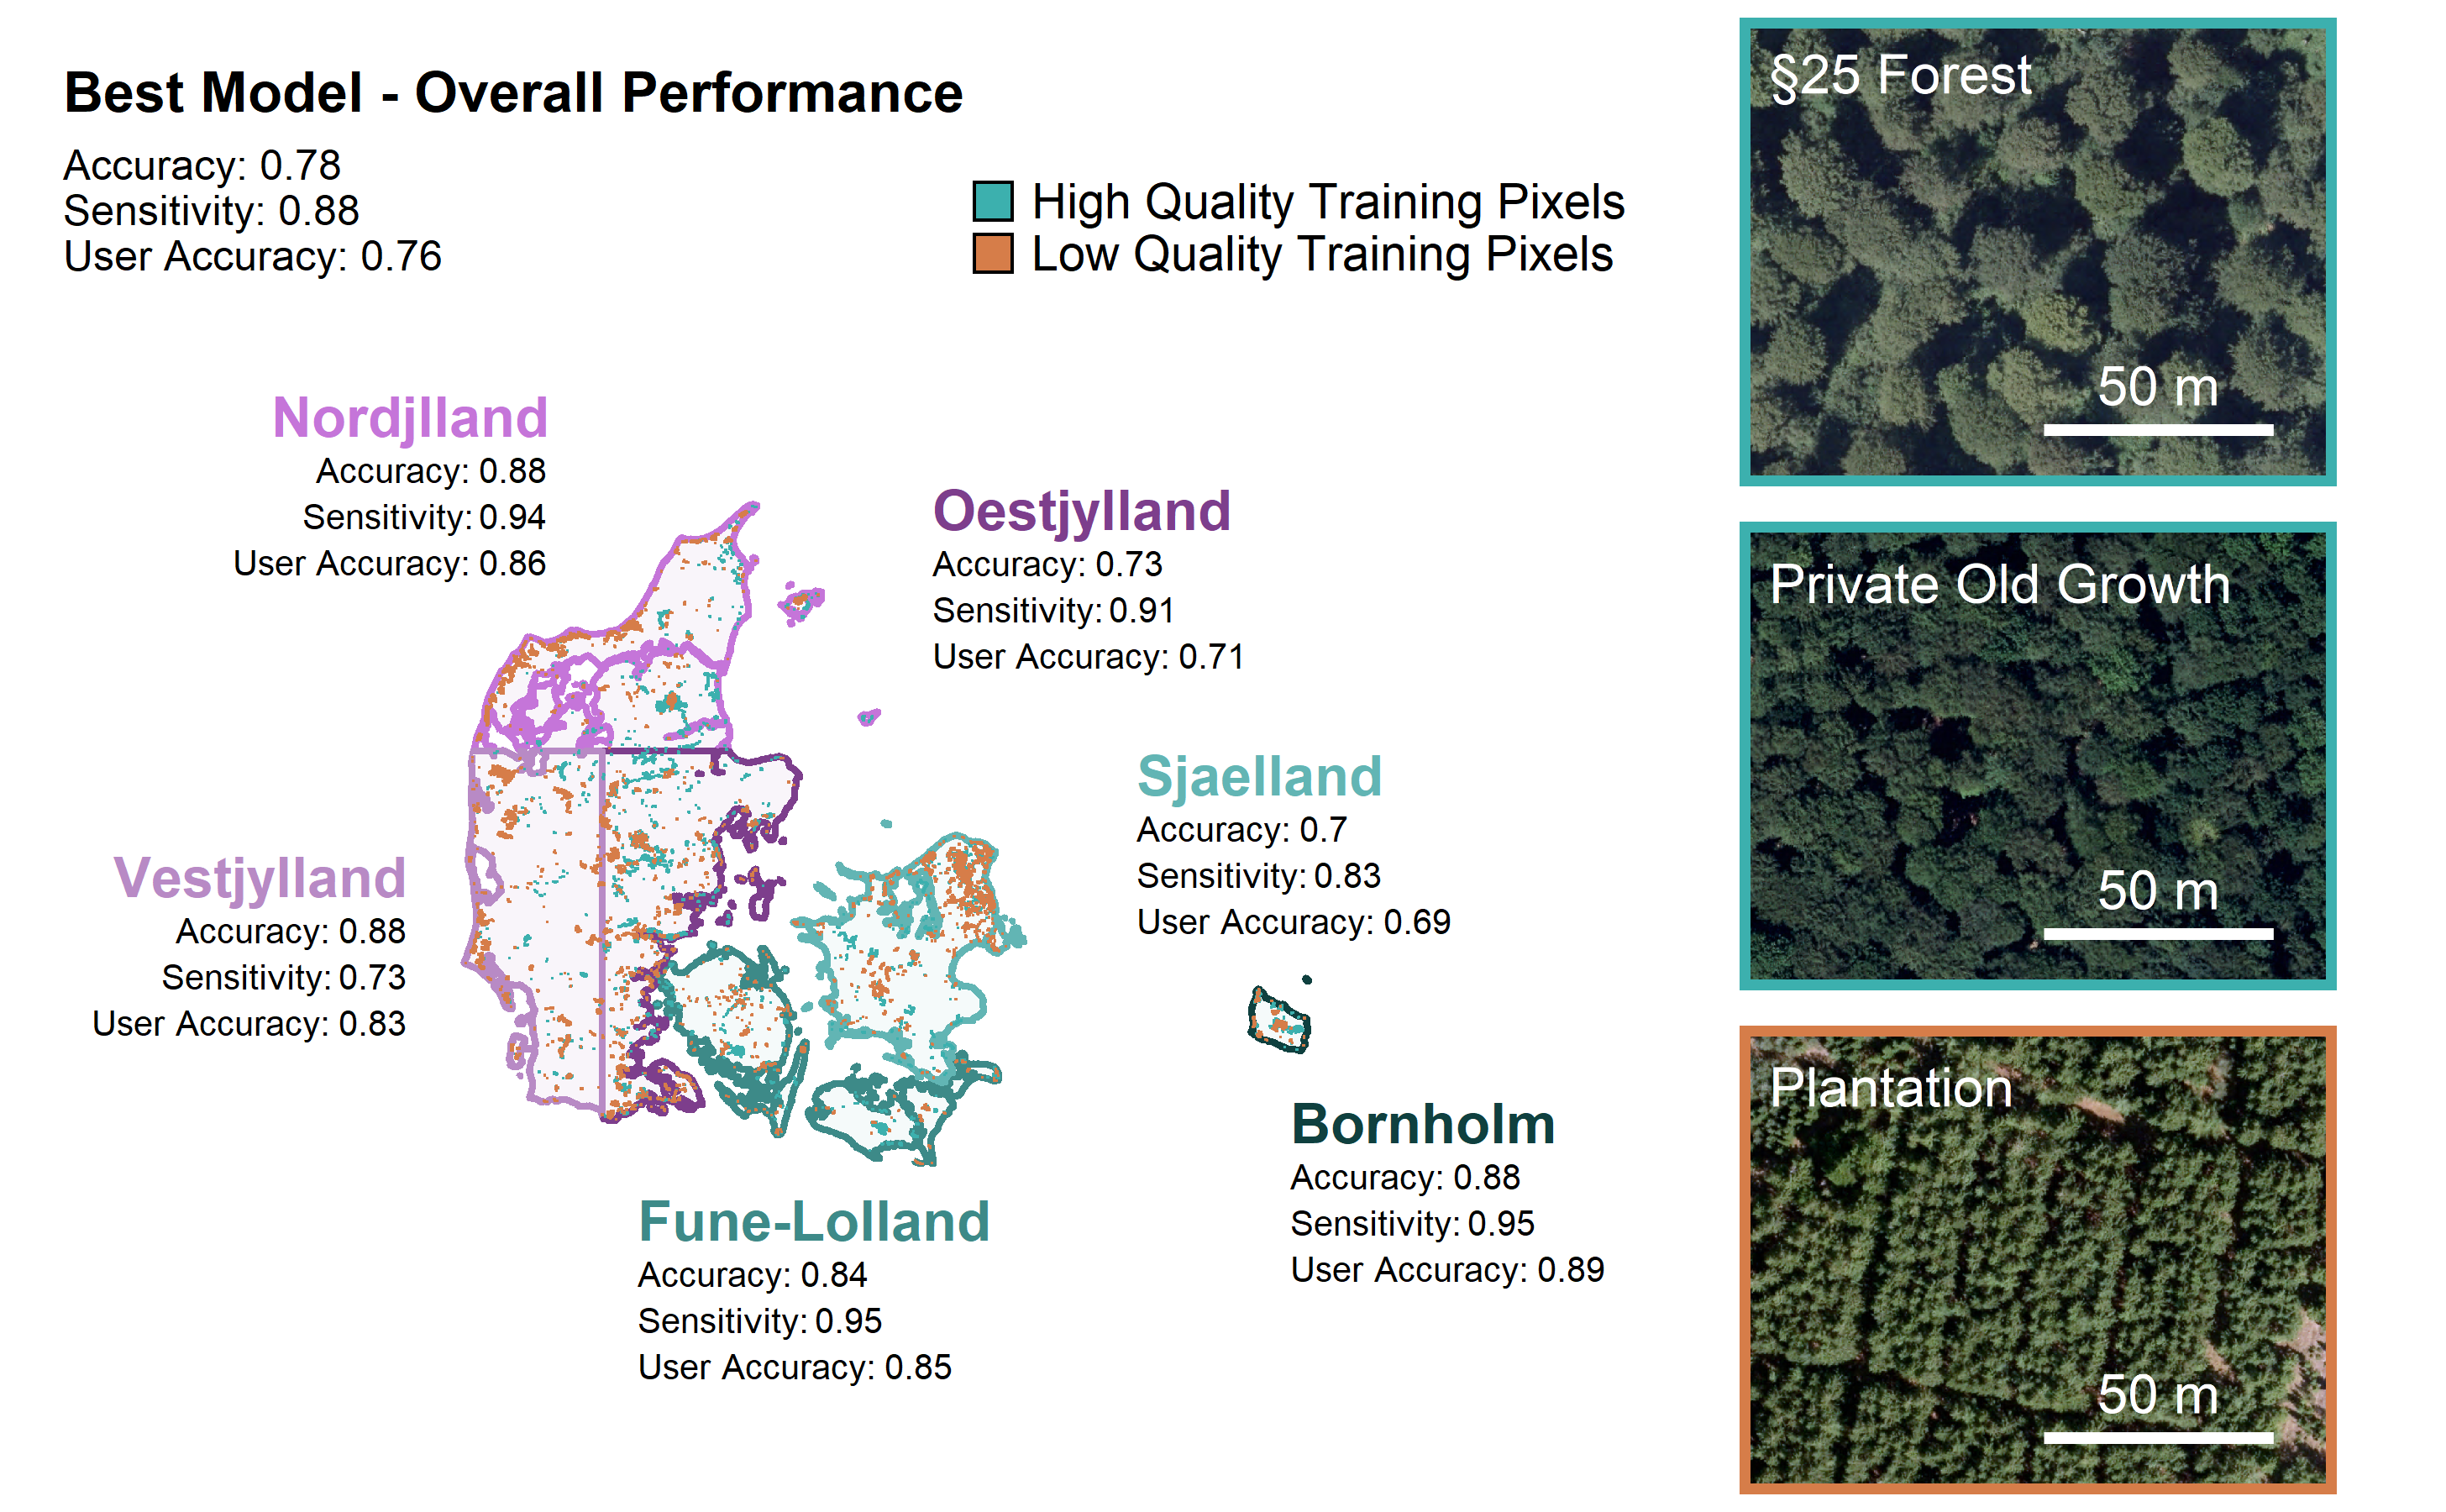 Best Model - Overall Performance
Accuracy: 0.78
Sensitivity: 0.88
User Accuracy: 0.76
High Quality Training Pixels
Low Quality Training Pixels
Nordjlland
Accuracy: 0.88
Sensitivity: 0.94
User Accuracy: 0.86
Oestjylland
Accuracy: 0.73
Sensitivity: 0.91
User Accuracy: 0.71
Sjaelland
Accuracy: 0.7
Sensitivity: 0.83
User Accuracy: 0.69
Vestjylland
Accuracy: 0.88
Sensitivity: 0.73
User Accuracy: 0.83
Bornholm
Accuracy: 0.88
Sensitivity: 0.95
User Accuracy: 0.89
Fune-Lolland
Accuracy: 0.84
Sensitivity: 0.95
User Accuracy: 0.85
§25 Forest
50 m
Private Old Growth
50 m
Plantation
50 m